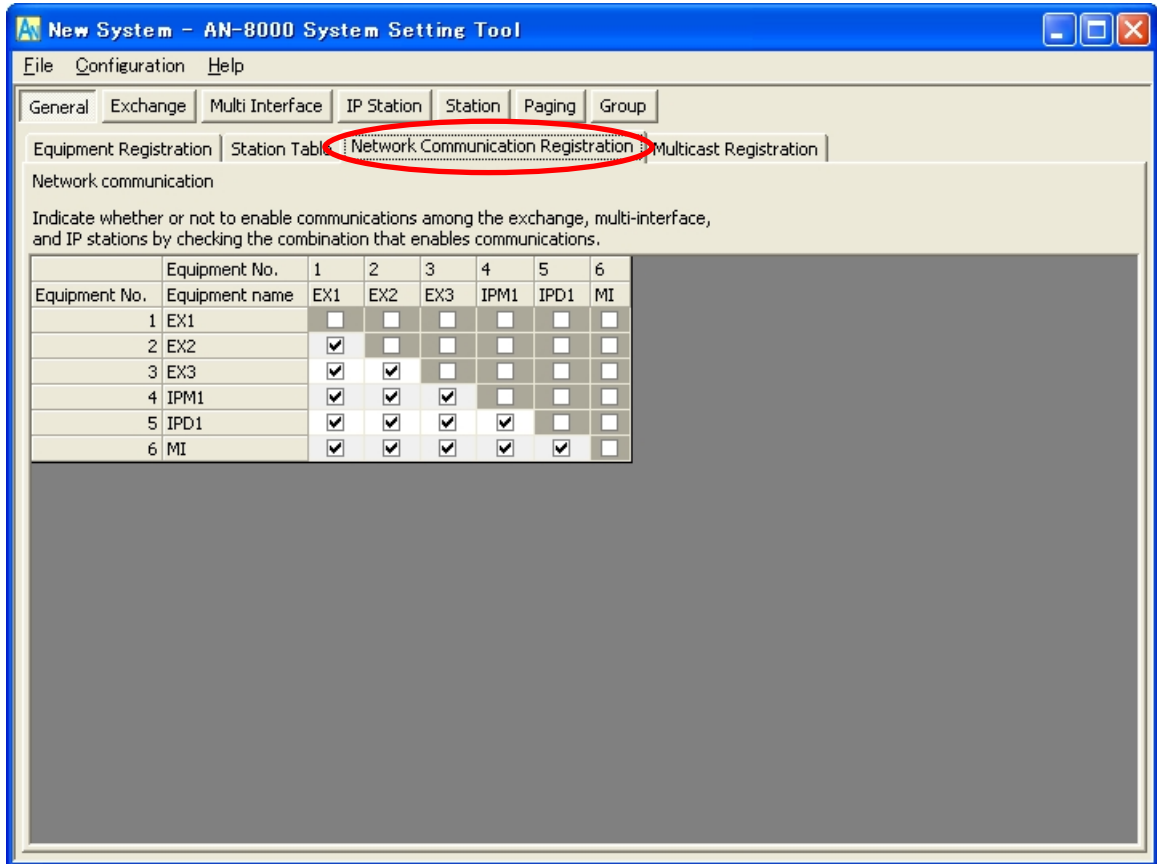 New System - AN-8000 System Setting Tool
File Configuration Help
General Exchange Multi Interface IP Station Station Paging Group
Equipment Registration Station Table Network Communication Registration Multicast Registration
Network communication
Indicate whether or not to enable communications among the exchange, multi-interface,
and IP stations by checking the combination that enables communications.
Equipment No. 1 2 3 4 5 6
Equipment No. Equipment name EX1 EX2 EX3 IPM1 IPD1 MI
1 EX1
2 EX2
3 EX3
4 IPM1
5 IPD1
6 MI